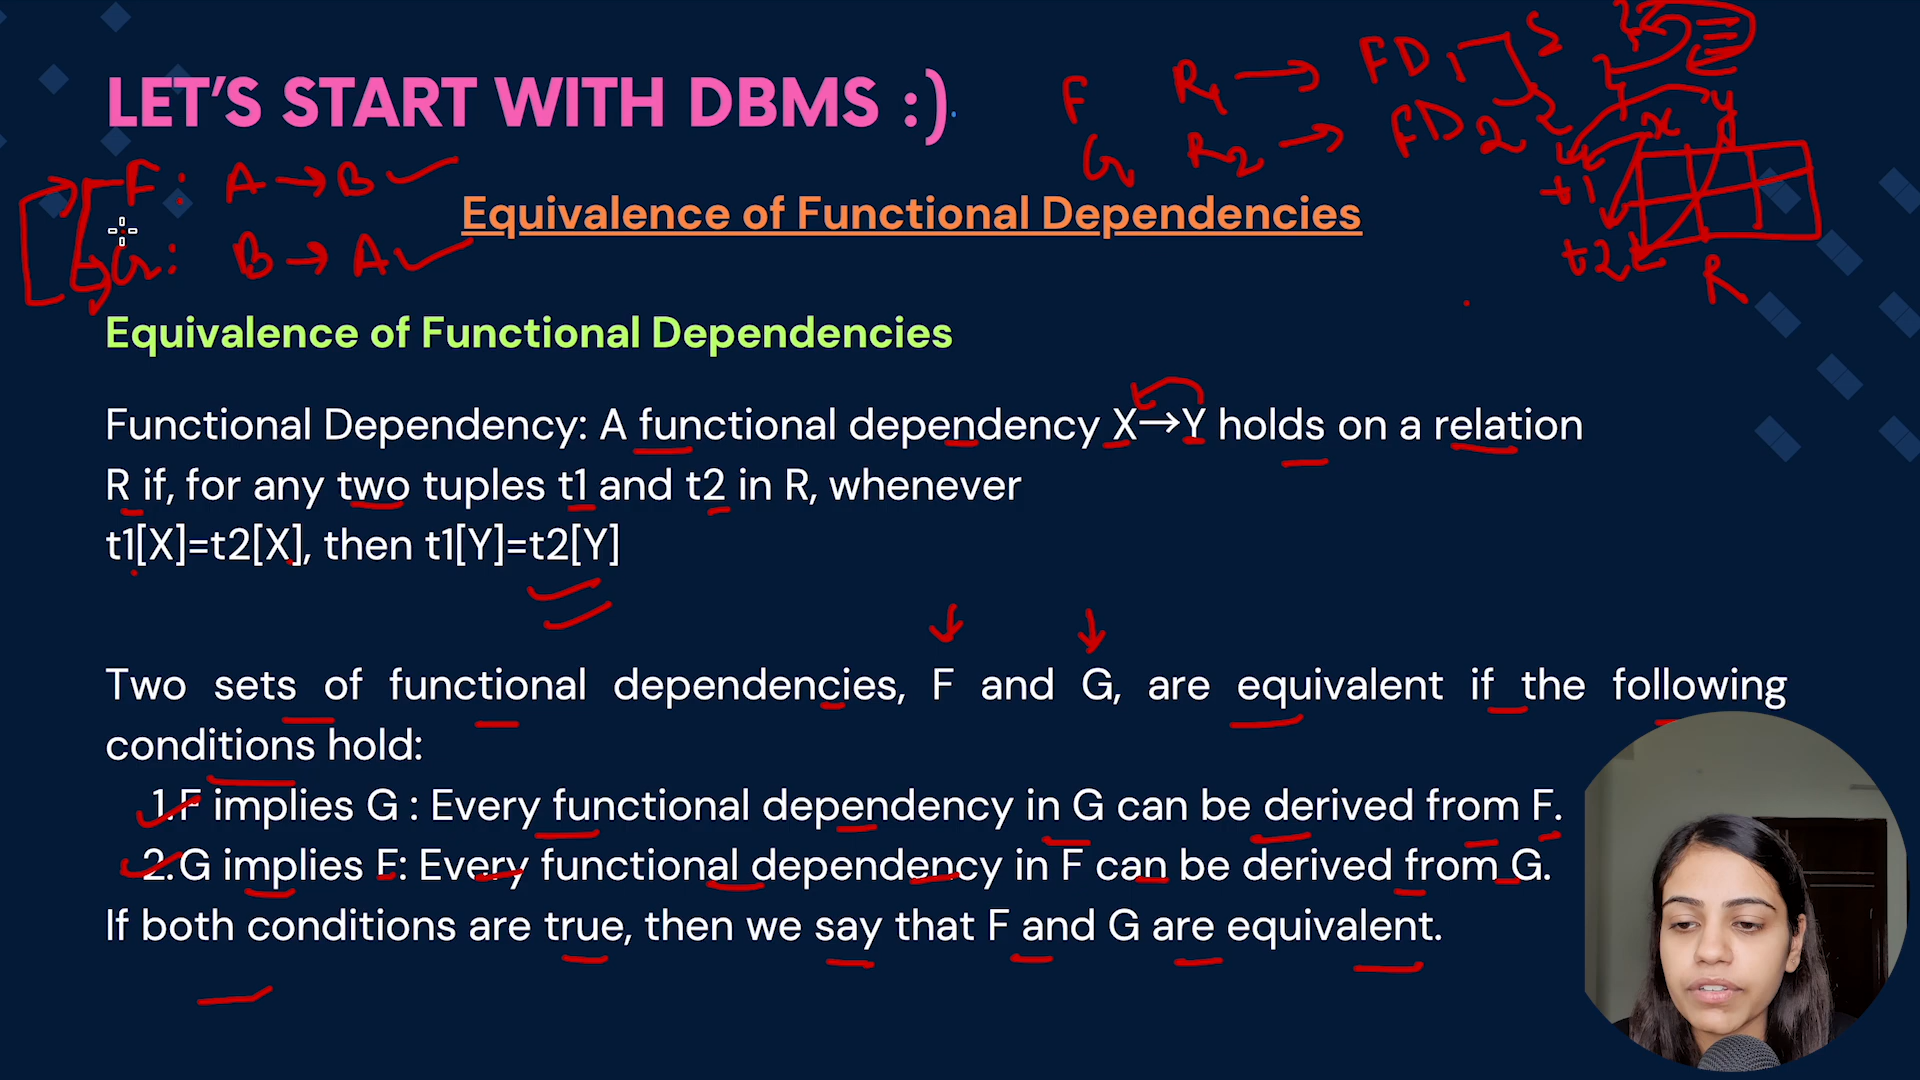 LET'S START WITH DBMS :)
F R1 → FD1
G R2 → FD2
F: A → B
G: B → A
x y
t1
t2
R
Equivalence of Functional Dependencies
Equivalence of Functional Dependencies
Functional Dependency: A functional dependency X→Y holds on a relation
R if, for any two tuples t1 and t2 in R, whenever
t1[X]=t2[X], then t1[Y]=t2[Y]
Two sets of functional dependencies, F and G, are equivalent if the following
conditions hold:
1.F implies G : Every functional dependency in G can be derived from F.
2.G implies F: Every functional dependency in F can be derived from G.
If both conditions are true, then we say that F and G are equivalent.